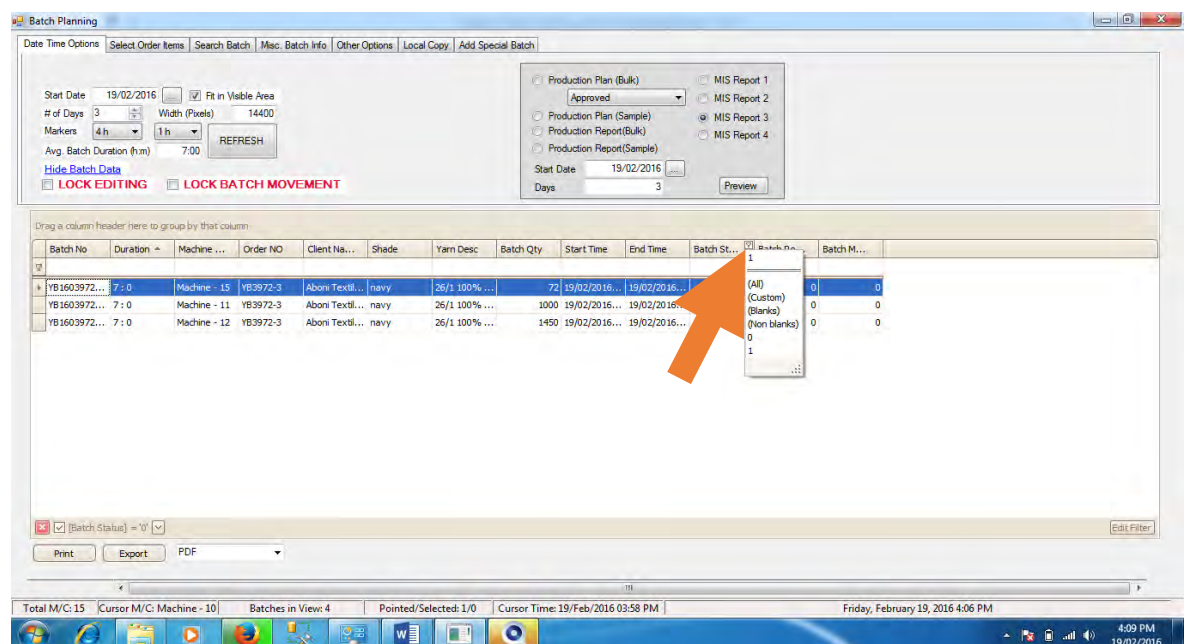 Batch Planning
Date Time Options Select Order Items Search Batch Misc. Batch Info Other Options Local Copy Add Special Batch
Start Date 19/02/2016 ... Fit in Visible Area
# of Days 3 Width (Pixels) 14400
Markers 4 h 1 h
REFRESH
Avg. Batch Duration (h:m) 7:00
Hide Batch Data
LOCK EDITING LOCK BATCH MOVEMENT
Production Plan (Bulk) MIS Report 1
Approved MIS Report 2
Production Plan (Sample) MIS Report 3
Production Report(Bulk) MIS Report 4
Production Report(Sample)
Start Date 19/02/2016 ...
Days 3 Preview
Drag a column header here to group by that column
Batch No Duration Machine ... Order NO Client Na... Shade Yarn Desc Batch Qty Start Time End Time Batch St... Batch M...
YB1603972... 7 : 0 Machine - 15 YB3972-3 Aboni Textil... navy 26/1 100% ... 72 19/02/2016... 19/02/2016... 0 0
YB1603972... 7 : 0 Machine - 11 YB3972-3 Aboni Textil... navy 26/1 100% ... 1000 19/02/2016... 19/02/2016... 0 0
YB1603972... 7 : 0 Machine - 12 YB3972-3 Aboni Textil... navy 26/1 100% ... 1450 19/02/2016... 19/02/2016... 0 0
1
(All)
(Custom)
(Blanks)
(Non blanks)
0
1
[Batch Status] = '0' Edit Filter
Print Export PDF
Total M/C: 15 Cursor M/C: Machine - 10 Batches in View: 4 Pointed/Selected: 1/0 Cursor Time: 19/Feb/2016 03:58 PM Friday, February 19, 2016 4:06 PM
4:09 PM
19/02/2016